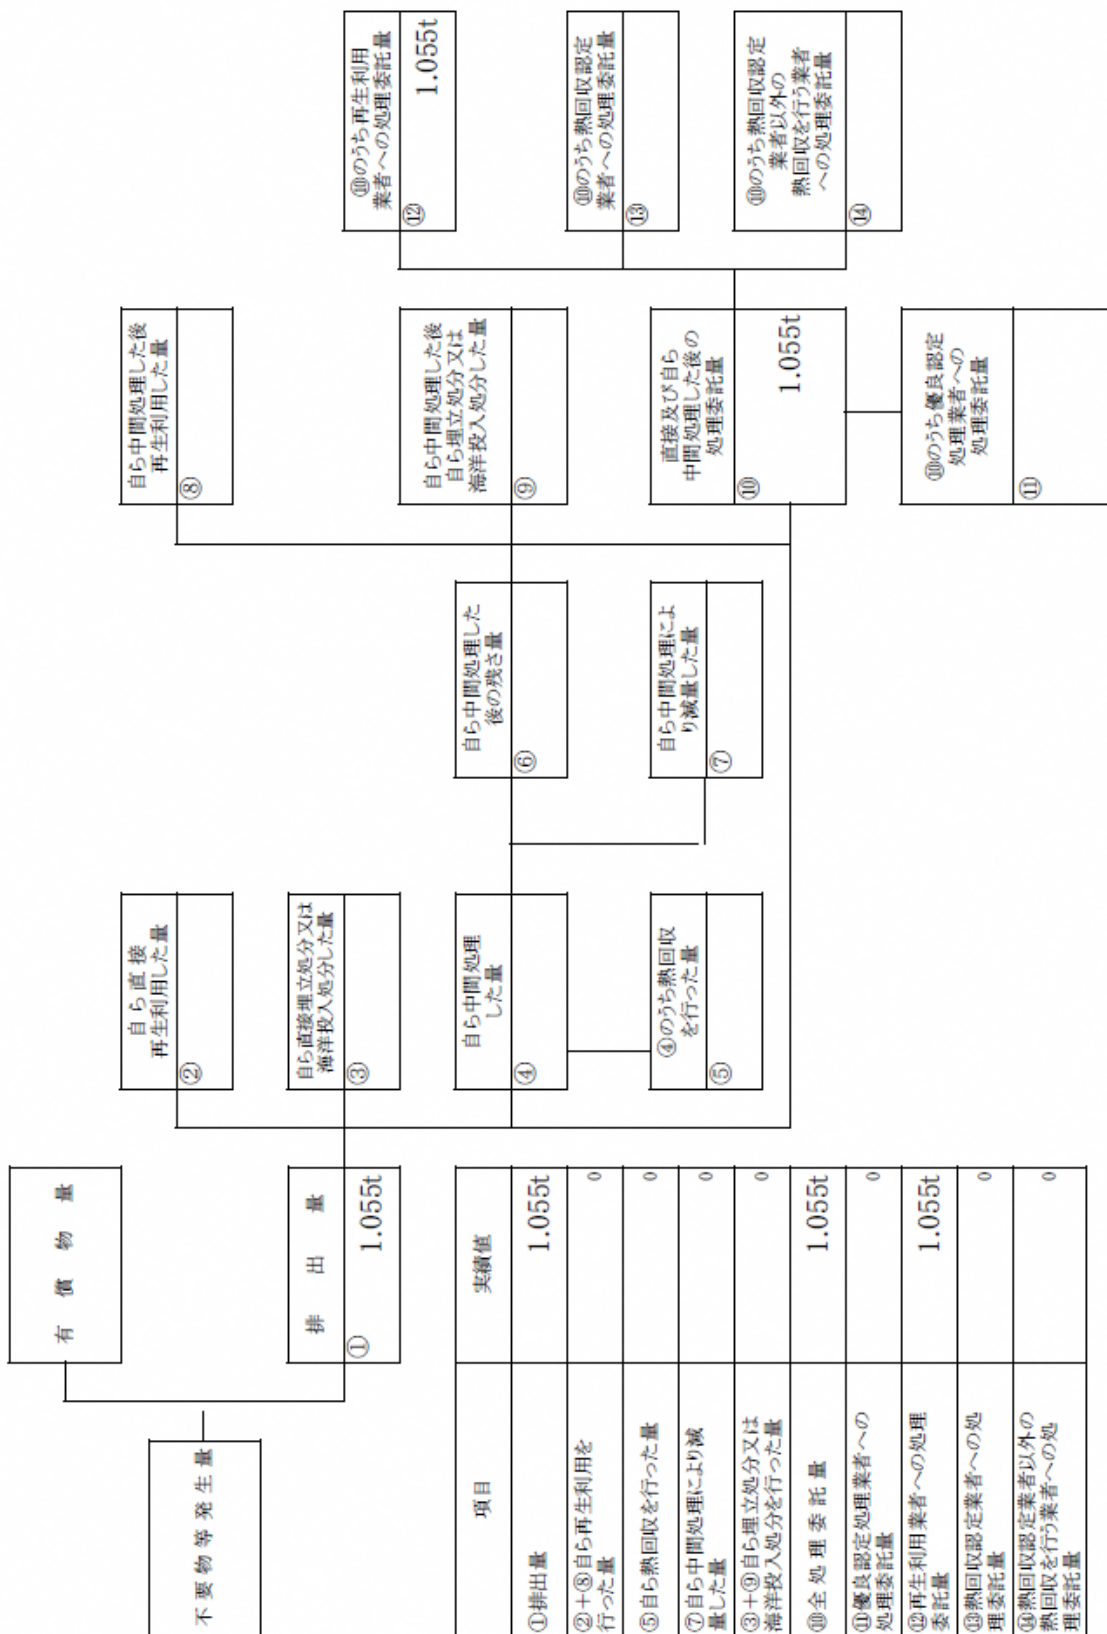 不要物等発生量
有償物量
排出量
①
1.055t
自ら直接
再生利用した量
②
自ら直接埋立処分又は
海洋投入処分した量
③
自ら中間処理
した量
④
④のうち熱回収
を行った量
⑤
自ら中間処理した
後の残さ量
⑥
自ら中間処理によ
り減量した量
⑦
自ら中間処理した後
再生利用した量
⑧
自ら中間処理した後
自ら埋立処分又は
海洋投入処分した量
⑨
直接及び自ら
中間処理した後の
処理委託量
⑩
1.055t
⑩のうち優良認定
処理業者への
処理委託量
⑪
⑩のうち再生利用
業者への処理委託量
⑫
1.055t
⑩のうち熱回収認定
業者への処理委託量
⑬
⑩のうち熱回収認定
業者以外の
熱回収を行う業者
への処理委託量
⑭
項目 実績値
①排出量 1.055t
②+⑧自ら再生利用を
行った量 0
⑤自ら熱回収を行った量 0
⑦自ら中間処理により減
量した量 0
③+⑨自ら埋立処分又は
海洋投入処分を行った量 0
⑩全処理委託量 1.055t
⑪優良認定処理業者への
処理委託量 0
⑫再生利用業者への処理
委託量 1.055t
⑬熱回収認定業者への処
理委託量 0
⑭熱回収認定業者以外の
熱回収を行う業者への処
理委託量 0